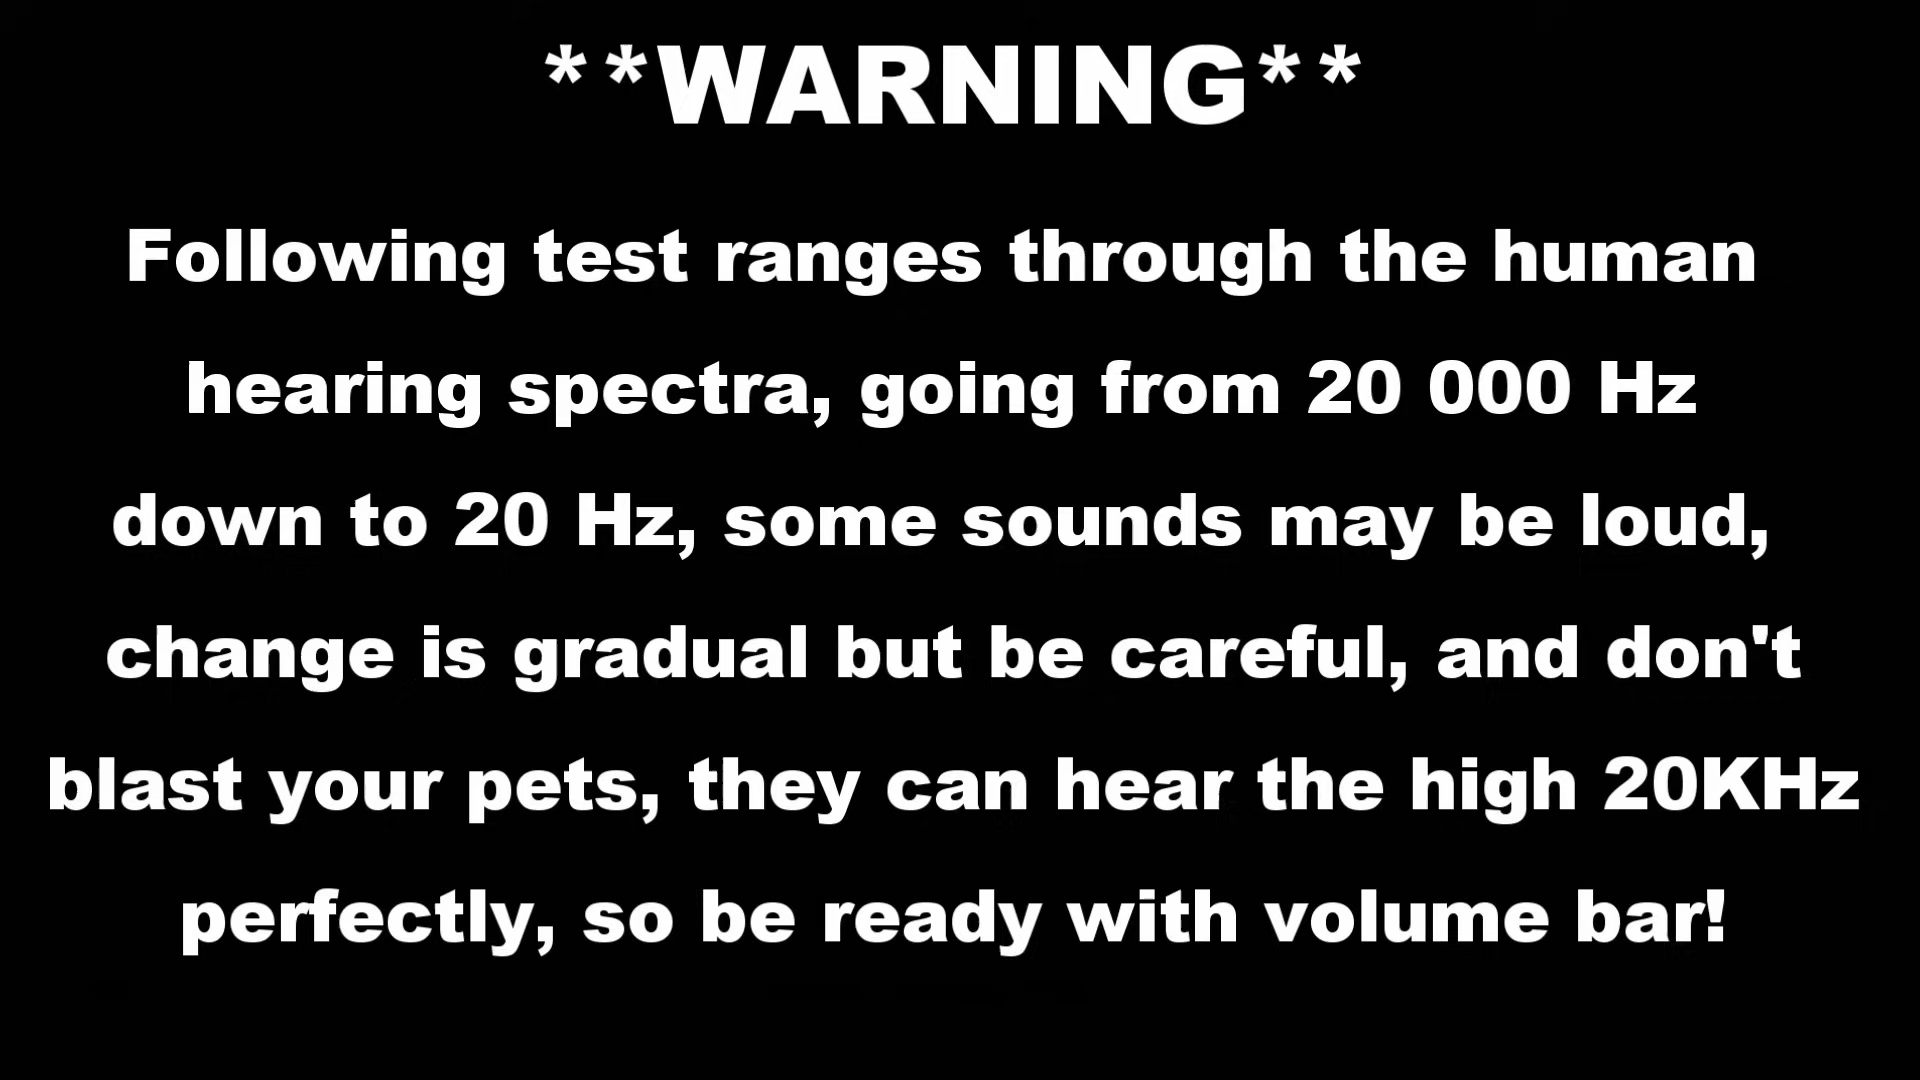 **WARNING**
Following test ranges through the human
hearing spectra, going from 20 000 Hz
down to 20 Hz, some sounds may be loud,
change is gradual but be careful, and don't
blast your pets, they can hear the high 20KHz
perfectly, so be ready with volume bar!